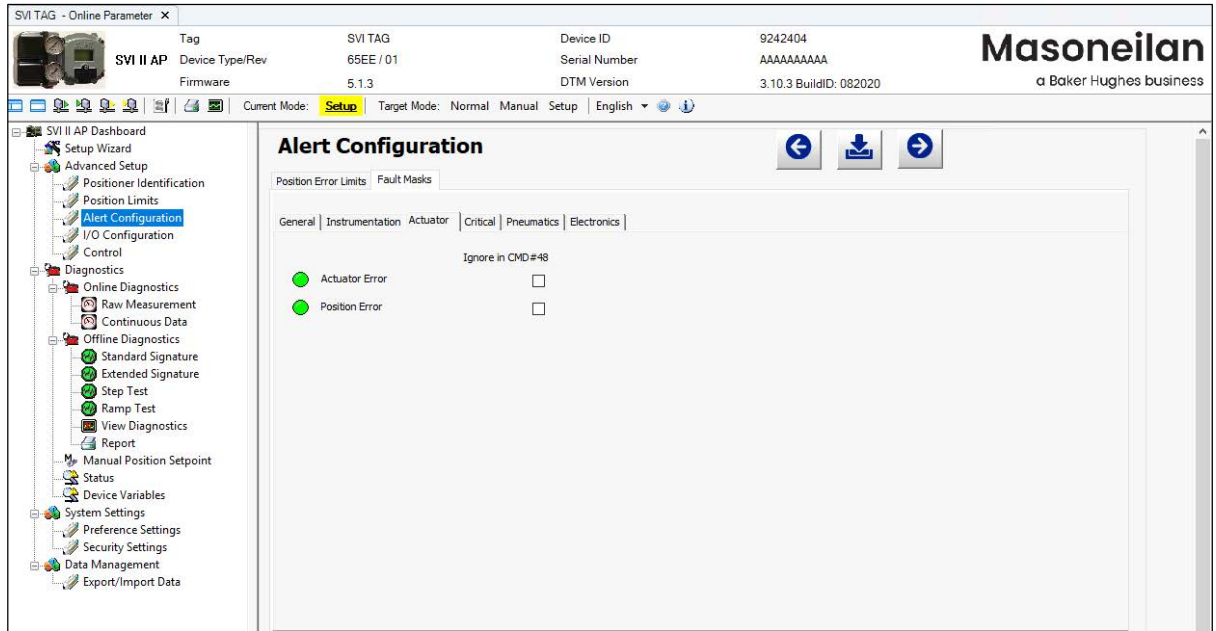 SVI TAG - Online Parameter
SVI II AP
Tag SVI TAG Device ID 9242404
Device Type/Rev 65EE / 01 Serial Number AAAAAAAAAA
Firmware 5.1.3 DTM Version 3.10.3 BuildID: 082020
Masoneilan
a Baker Hughes business
Current Mode: Setup Target Mode: Normal Manual Setup English
SVI II AP Dashboard
Setup Wizard
Advanced Setup
Positioner Identification
Position Limits
Alert Configuration
I/O Configuration
Control
Diagnostics
Online Diagnostics
Raw Measurement
Continuous Data
Offline Diagnostics
Standard Signature
Extended Signature
Step Test
Ramp Test
View Diagnostics
Report
Manual Position Setpoint
Status
Device Variables
System Settings
Preference Settings
Security Settings
Data Management
Export/Import Data
Alert Configuration
Position Error Limits Fault Masks
General Instrumentation Actuator Critical Pneumatics Electronics
Ignore in CMD#48
Actuator Error
Position Error